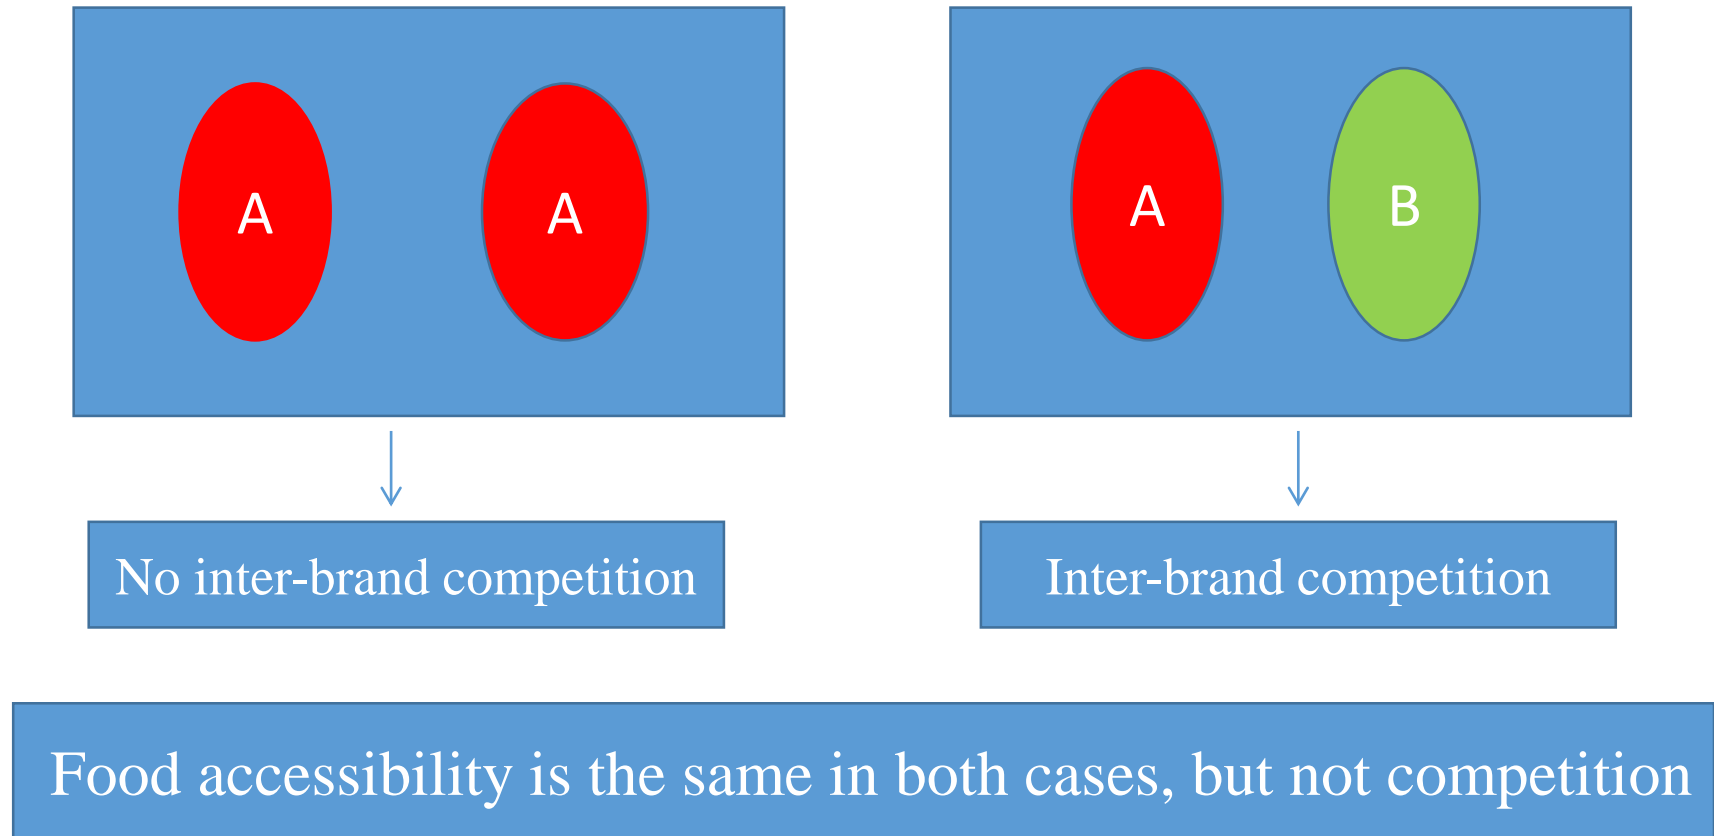 A
A
A
B
No inter-brand competition
Inter-brand competition
Food accessibility is the same in both cases, but not competition